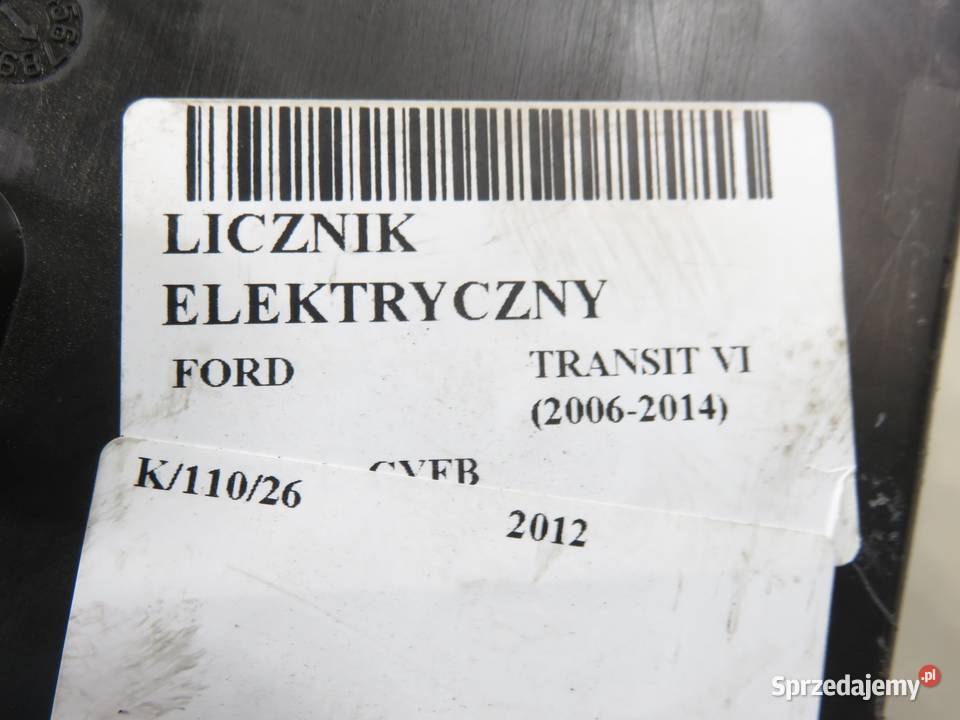 LICZNIK
ELEKTRYCZNY
FORD TRANSIT VI
(2006-2014)
K/110/26
2012
Sprzedajemy.pl